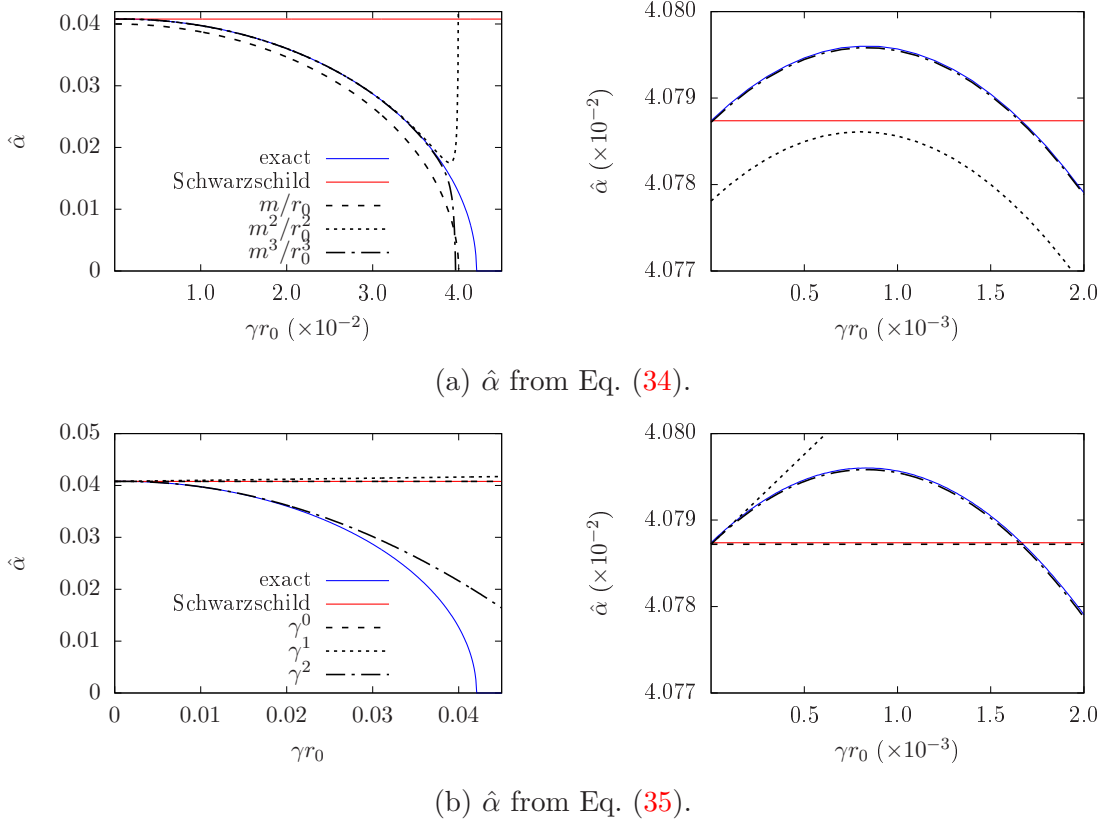 0.04
0.03
0.02
0.01
0
α̂
exact
Schwarzschild
m/r₀
m²/r₀²
m³/r₀³
1.0 2.0 3.0 4.0
γr₀ (×10⁻²)
4.080
4.079
4.078
4.077
α̂ (×10⁻²)
0.5 1.0 1.5 2.0
γr₀ (×10⁻³)
(a) α̂ from Eq. (34).
0.05
0.04
0.03
0.02
0.01
0
α̂
exact
Schwarzschild
γ⁰
γ¹
γ²
0 0.01 0.02 0.03 0.04
γr₀
4.080
4.079
4.078
4.077
α̂ (×10⁻²)
0.5 1.0 1.5 2.0
γr₀ (×10⁻³)
(b) α̂ from Eq. (35).